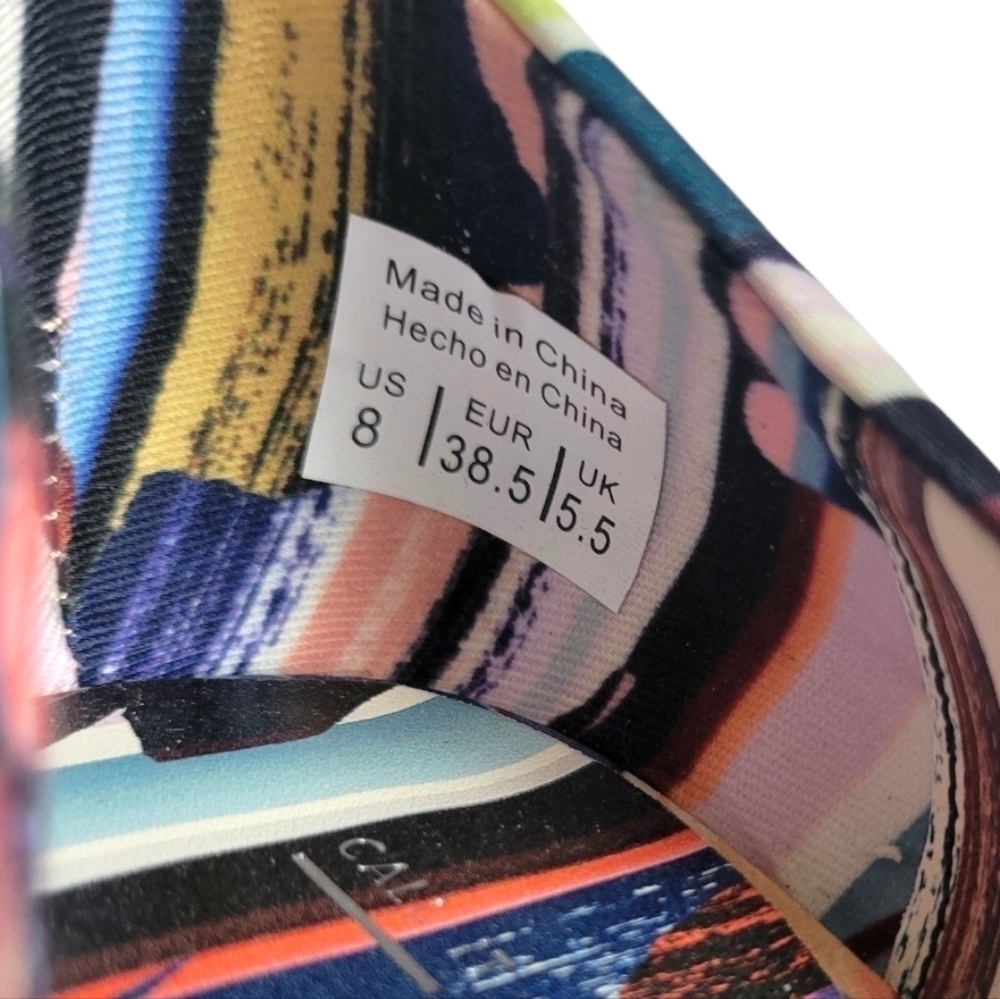 Made in China
Hecho en China
US | EUR | UK
8 | 38.5 | 5.5